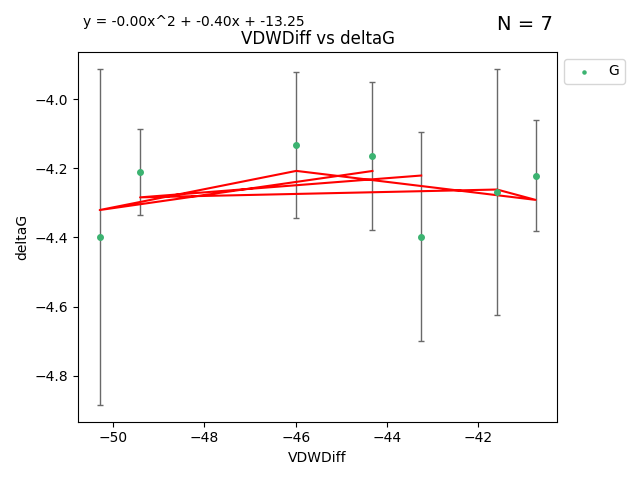 y = -0.00x^2 + -0.40x + -13.25
N = 7
VDWDiff vs deltaG
G
−4.0
−4.2
−4.4
−4.6
−4.8
deltaG
−50
−48
−46
−44
−42
VDWDiff